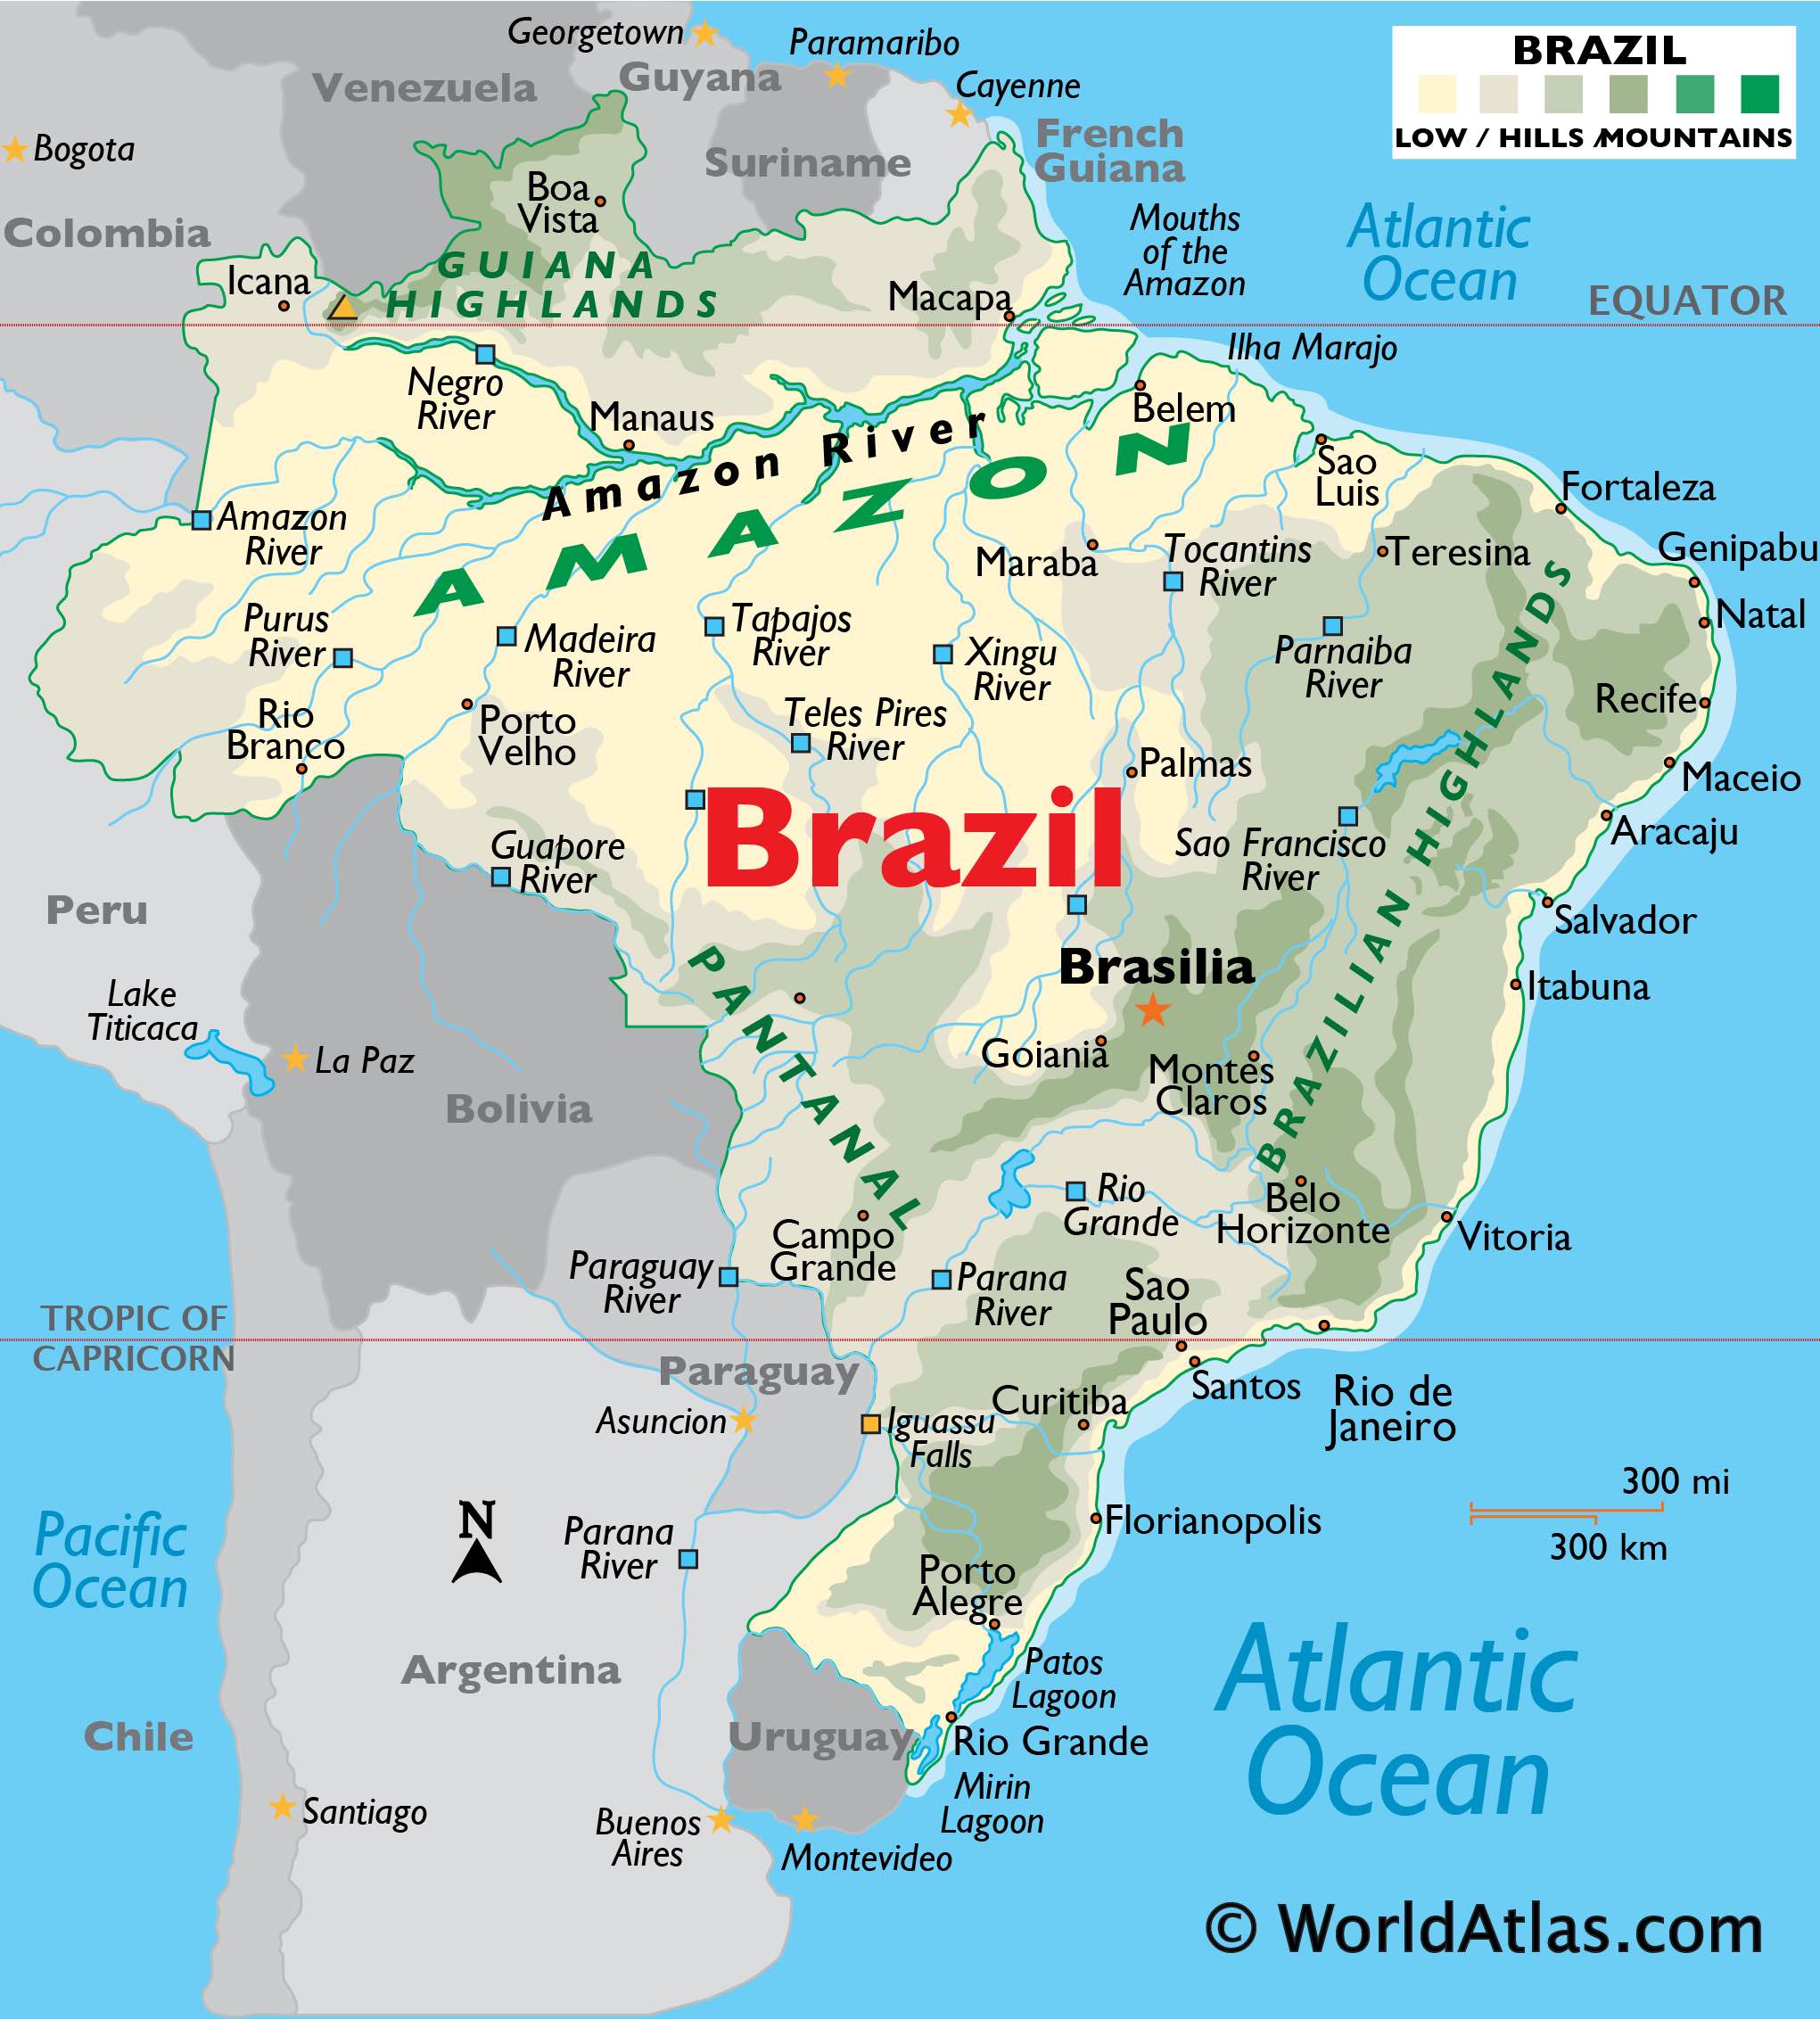 Georgetown
Paramaribo
BRAZIL
LOW / HILLS /MOUNTAINS
Venezuela
Guyana
Cayenne
Bogota
French
Guiana
Suriname
Boa
Vista
Mouths
of the
Amazon
Atlantic
Ocean
Colombia
Icana
GUIANA
HIGHLANDS
Macapa
EQUATOR
Ilha Marajo
Negro
River
Manaus
Belem
Amazon River
AMAZON
Sao
Luis
Fortaleza
Amazon
River
Maraba
Tocantins
River
Teresina
Genipabu
Natal
Purus
River
Madeira
River
Tapajos
River
Xingu
River
Parnaiba
River
Recife
Rio
Branco
Porto
Velho
Teles Pires
River
Palmas
Maceio
Brazil
Guapore
River
Sao Francisco
River
Aracaju
BRAZILIAN HIGHLANDS
Peru
Salvador
Brasilia
Itabuna
PANTANAL
Lake
Titicaca
La Paz
Goiania
Montes
Claros
Bolivia
Rio
Grande
Belo
Horizonte
Vitoria
Campo
Grande
Paraguay
River
Parana
River
Sao
Paulo
TROPIC OF
CAPRICORN
Paraguay
Santos
Rio de
Janeiro
Curitiba
Asuncion
Iguassu
Falls
300 mi
300 km
N
Pacific
Ocean
Parana
River
Florianopolis
Porto
Alegre
Argentina
Patos
Lagoon
Atlantic
Ocean
Chile
Uruguay
Rio Grande
Mirin
Lagoon
Santiago
Buenos
Aires
Montevideo
© WorldAtlas.com